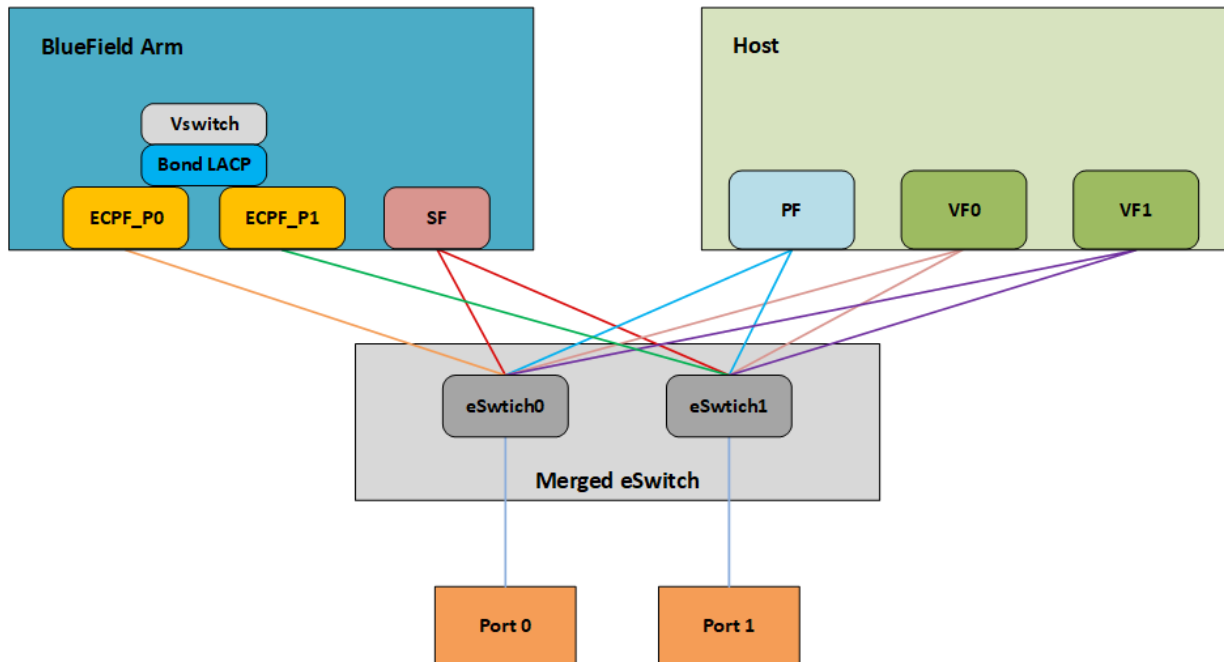 BlueField Arm
Host
Vswitch
Bond LACP
ECPF_P0
ECPF_P1
SF
PF
VF0
VF1
eSwtich0
eSwtich1
Merged eSwitch
Port 0
Port 1